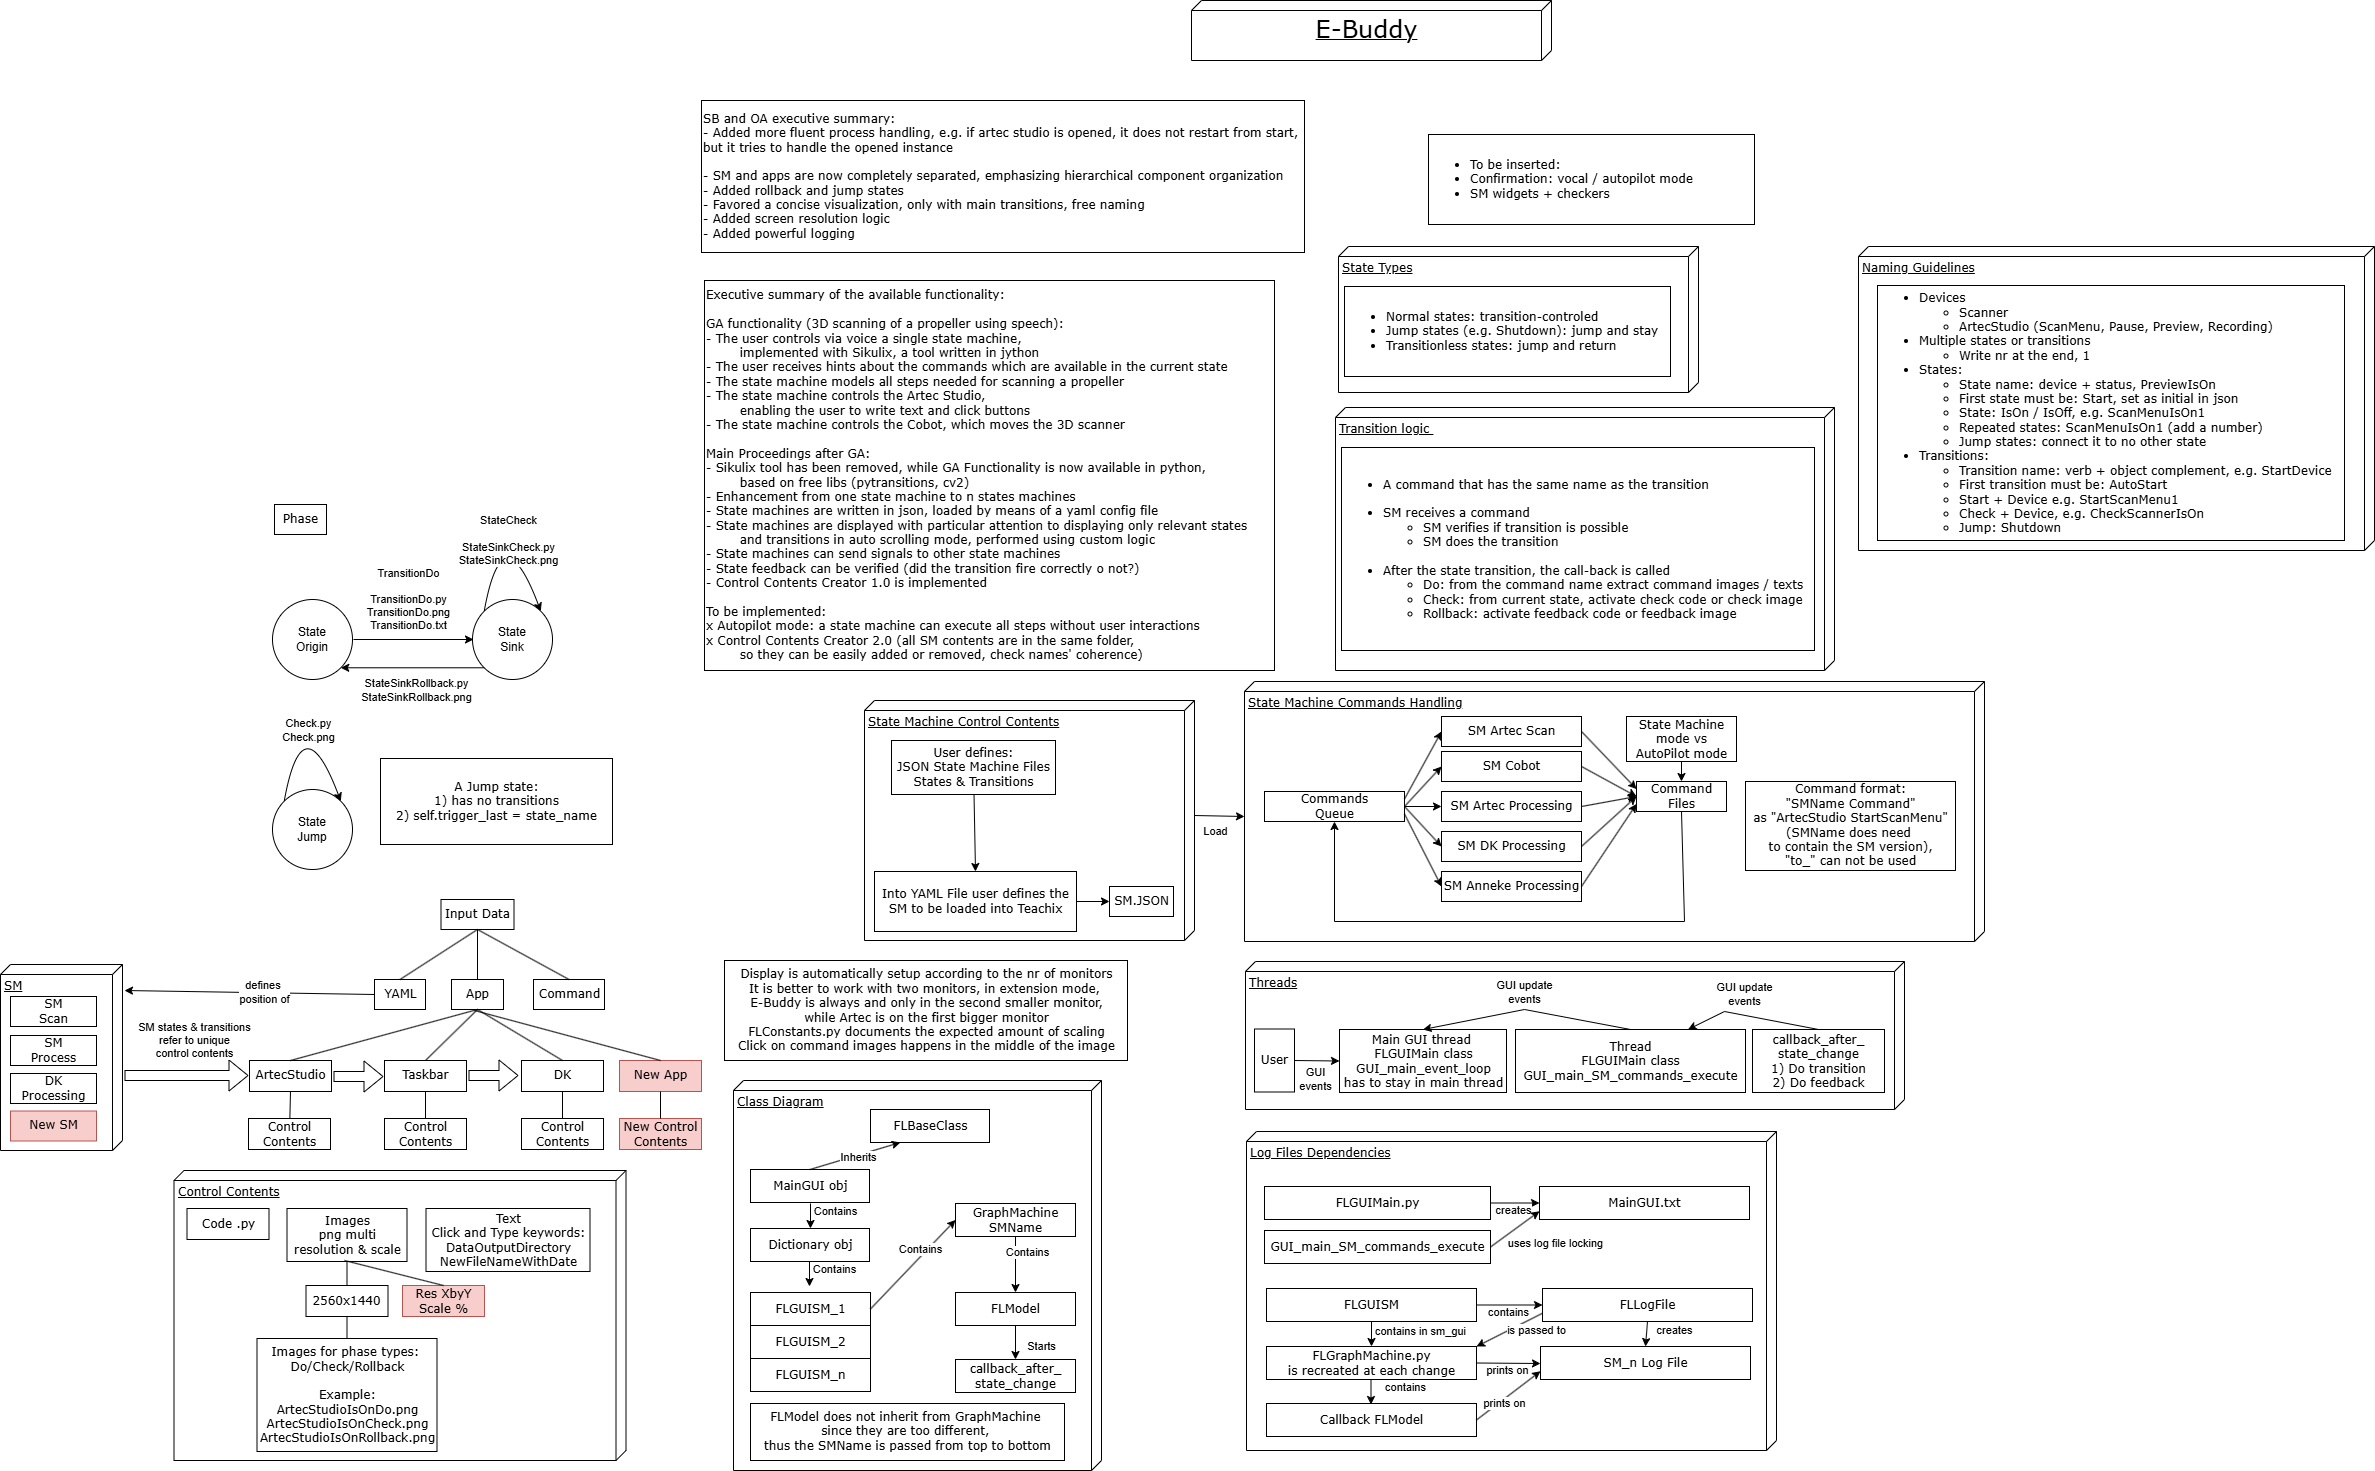 E-Buddy
SB and OA executive summary:
- Added more fluent process handling, e.g. if artec studio is opened, it does not restart from start,
but it tries to handle the opened instance
- SM and apps are now completely separated, emphasizing hierarchical component organization
- Added rollback and jump states
- Favored a concise visualization, only with main transitions, free naming
- Added screen resolution logic
- Added powerful logging
To be inserted:
Confirmation: vocal / autopilot mode
SM widgets + checkers
Executive summary of the available functionality:
GA functionality (3D scanning of a propeller using speech):
- The user controls via voice a single state machine,
implemented with Sikulix, a tool written in jython
- The user receives hints about the commands which are available in the current state
- The state machine models all steps needed for scanning a propeller
- The state machine controls the Artec Studio,
enabling the user to write text and click buttons
- The state machine controls the Cobot, which moves the 3D scanner
Main Proceedings after GA:
- Sikulix tool has been removed, while GA Functionality is now available in python,
based on free libs (pytransitions, cv2)
- Enhancement from one state machine to n states machines
- State machines are written in json, loaded by means of a yaml config file
- State machines are displayed with particular attention to displaying only relevant states
and transitions in auto scrolling mode, performed using custom logic
- State machines can send signals to other state machines
- State feedback can be verified (did the transition fire correctly o not?)
- Control Contents Creator 1.0 is implemented
To be implemented:
x Autopilot mode: a state machine can execute all steps without user interactions
x Control Contents Creator 2.0 (all SM contents are in the same folder,
so they can be easily added or removed, check names' coherence)
State Types
Normal states: transition-controled
Jump states (e.g. Shutdown): jump and stay
Transitionless states: jump and return
Naming Guidelines
Devices
Scanner
ArtecStudio (ScanMenu, Pause, Preview, Recording)
Multiple states or transitions
Write nr at the end, 1
States:
State name: device + status, PreviewIsOn
First state must be: Start, set as initial in json
State: IsOn / IsOff, e.g. ScanMenuIsOn1
Repeated states: ScanMenuIsOn1 (add a number)
Jump states: connect it to no other state
Transitions:
Transition name: verb + object complement, e.g. StartDevice
First transition must be: AutoStart
Start + Device e.g. StartScanMenu1
Check + Device, e.g. CheckScannerIsOn
Jump: Shutdown
Transition logic
A command that has the same name as the transition
SM receives a command
SM verifies if transition is possible
SM does the transition
After the state transition, the call-back is called
Do: from the command name extract command images / texts
Check: from current state, activate check code or check image
Rollback: activate feedback code or feedback image
Phase
StateCheck
StateSinkCheck.py
StateSinkCheck.png
TransitionDo
TransitionDo.py
TransitionDo.png
TransitionDo.txt
State
Origin
State
Sink
StateSinkRollback.py
StateSinkRollback.png
Check.py
Check.png
State
Jump
A Jump state:
1) has no transitions
2) self.trigger_last = state_name
State Machine Control Contents
User defines:
JSON State Machine Files
States & Transitions
Into YAML File user defines the
SM to be loaded into Teachix
SM.JSON
Load
State Machine Commands Handling
Commands
Queue
SM Artec Scan
SM Cobot
SM Artec Processing
SM DK Processing
SM Anneke Processing
State Machine
mode vs
AutoPilot mode
Command
Files
Command format:
"SMName Command"
as "ArtecStudio StartScanMenu"
(SMName does need
to contain the SM version),
"to_" can not be used
Input Data
YAML
App
Command
defines
position of
SM
SM
Scan
SM
Process
DK
Processing
New SM
SM states & transitions
refer to unique
control contents
ArtecStudio
Taskbar
DK
New App
Control
Contents
Control
Contents
Control
Contents
New Control
Contents
Display is automatically setup according to the nr of monitors
It is better to work with two monitors, in extension mode,
E-Buddy is always and only in the second smaller monitor,
while Artec is on the first bigger monitor
FLConstants.py documents the expected amount of scaling
Click on command images happens in the middle of the image
Threads
GUI update
events
GUI update
events
User
GUI
events
Main GUI thread
FLGUIMain class
GUI_main_event_loop
has to stay in main thread
Thread
FLGUIMain class
GUI_main_SM_commands_execute
callback_after_
state_change
1) Do transition
2) Do feedback
Control Contents
Code .py
Images
png multi
resolution & scale
Text
Click and Type keywords:
DataOutputDirectory
NewFileNameWithDate
2560x1440
Res XbyY
Scale %
Images for phase types:
Do/Check/Rollback
Example:
ArtecStudioIsOnDo.png
ArtecStudioIsOnCheck.png
ArtecStudioIsOnRollback.png
Class Diagram
FLBaseClass
Inherits
MainGUI obj
Contains
Dictionary obj
Contains
FLGUISM_1
FLGUISM_2
FLGUISM_n
Contains
GraphMachine
SMName
Contains
FLModel
Starts
callback_after_
state_change
FLModel does not inherit from GraphMachine
since they are too different,
thus the SMName is passed from top to bottom
Log Files Dependencies
FLGUIMain.py
creates
MainGUI.txt
GUI_main_SM_commands_execute
uses log file locking
FLGUISM
contains
FLLogFile
contains in sm_gui
is passed to
creates
FLGraphMachine.py
is recreated at each change
prints on
SM_n Log File
contains
prints on
Callback FLModel